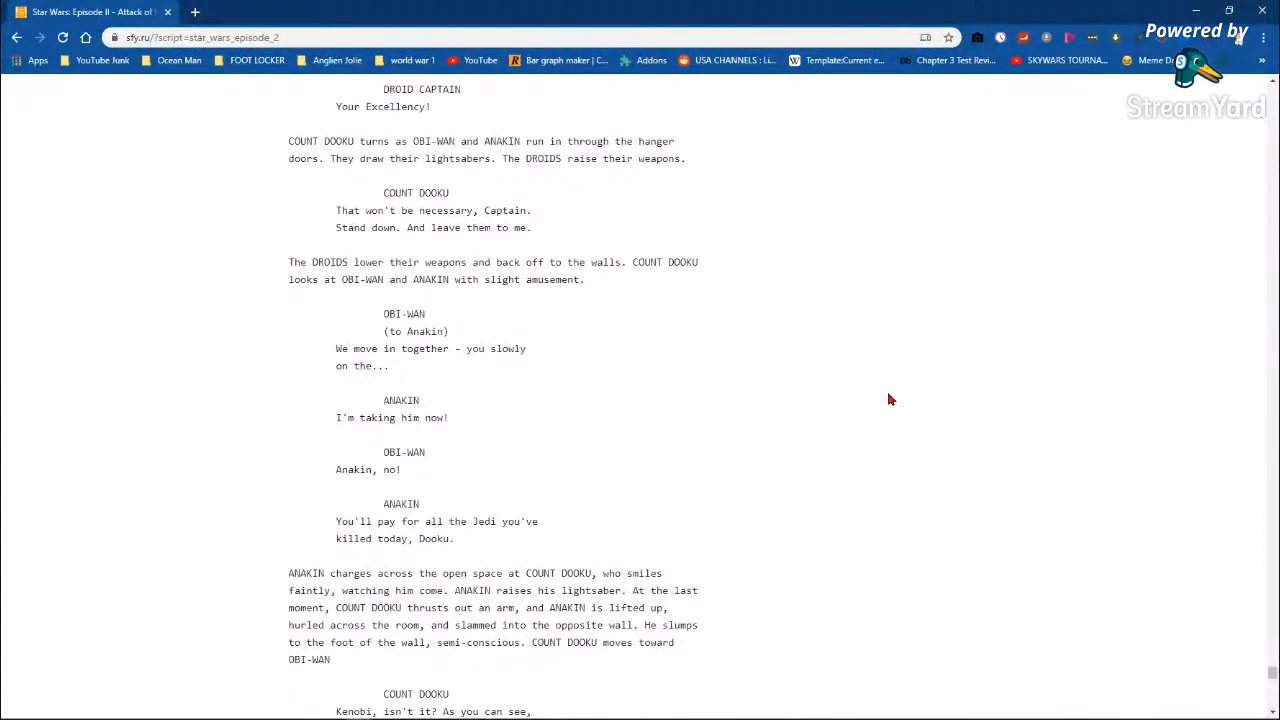 Star Wars: Episode II - Attack of
sfy.ru/?script=star_wars_episode_2
Powered by
Apps
YouTube Junk
Ocean Man
FOOT LOCKER
Anglien Jolie
world war 1
YouTube
Bar graph maker | C...
Addons
USA CHANNELS : Li...
Template:Current e...
Chapter 3 Test Revi...
SKYWARS TOURNA...
Meme De
StreamYard
DROID CAPTAIN
Your Excellency!
COUNT DOOKU turns as OBI-WAN and ANAKIN run in through the hanger
doors. They draw their lightsabers. The DROIDS raise their weapons.
COUNT DOOKU
That won't be necessary, Captain.
Stand down. And leave them to me.
The DROIDS lower their weapons and back off to the walls. COUNT DOOKU
looks at OBI-WAN and ANAKIN with slight amusement.
OBI-WAN
(to Anakin)
We move in together - you slowly
on the...
ANAKIN
I'm taking him now!
OBI-WAN
Anakin, no!
ANAKIN
You'll pay for all the Jedi you've
killed today, Dooku.
ANAKIN charges across the open space at COUNT DOOKU, who smiles
faintly, watching him come. ANAKIN raises his lightsaber. At the last
moment, COUNT DOOKU thrusts out an arm, and ANAKIN is lifted up,
hurled across the room, and slammed into the opposite wall. He slumps
to the foot of the wall, semi-conscious. COUNT DOOKU moves toward
OBI-WAN
COUNT DOOKU
Kenobi, isn't it? As you can see,